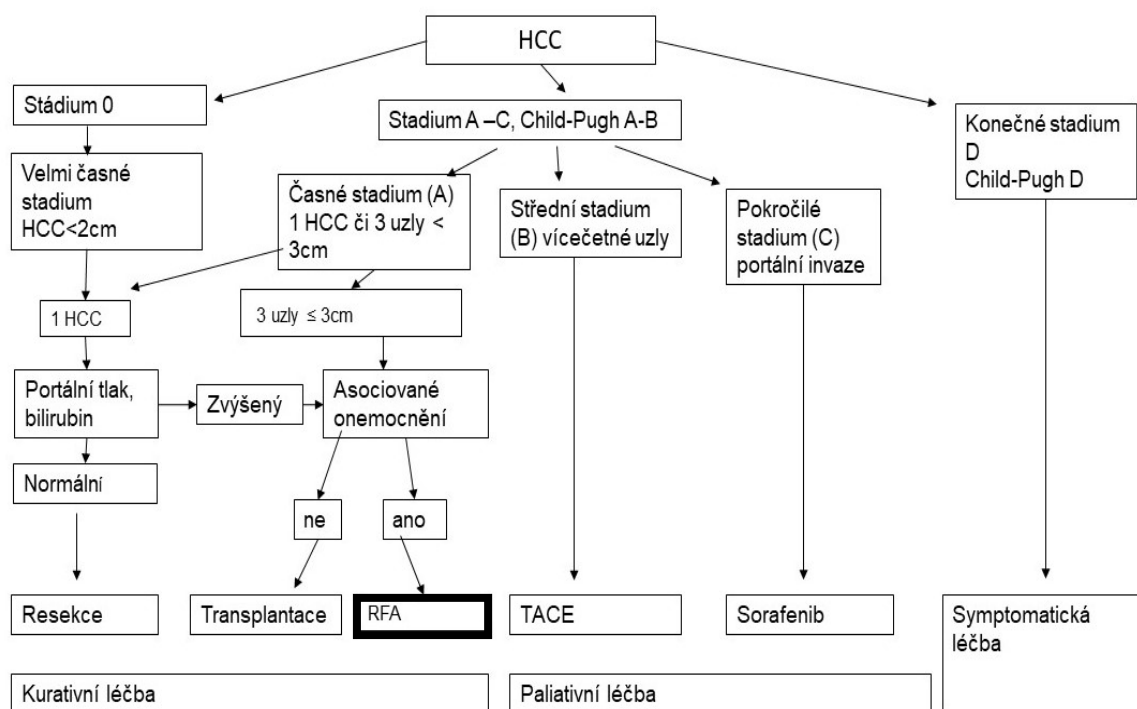 HCC
Stádium 0
Stadium A –C, Child-Pugh A-B
Konečné stadium
D
Child-Pugh D
Velmi časné
stadium
HCC<2cm
Časné stadium (A)
1 HCC či 3 uzly <
3cm
Střední stadium
(B) vícečetné uzly
Pokročilé
stadium (C)
portální invaze
1 HCC
3 uzly ≤ 3cm
Portální tlak,
bilirubin
Zvýšený
Asociované
onemocnění
Normální
ne
ano
Resekce
Transplantace
RFA
TACE
Sorafenib
Symptomatická
léčba
Kurativní léčba
Paliativní léčba